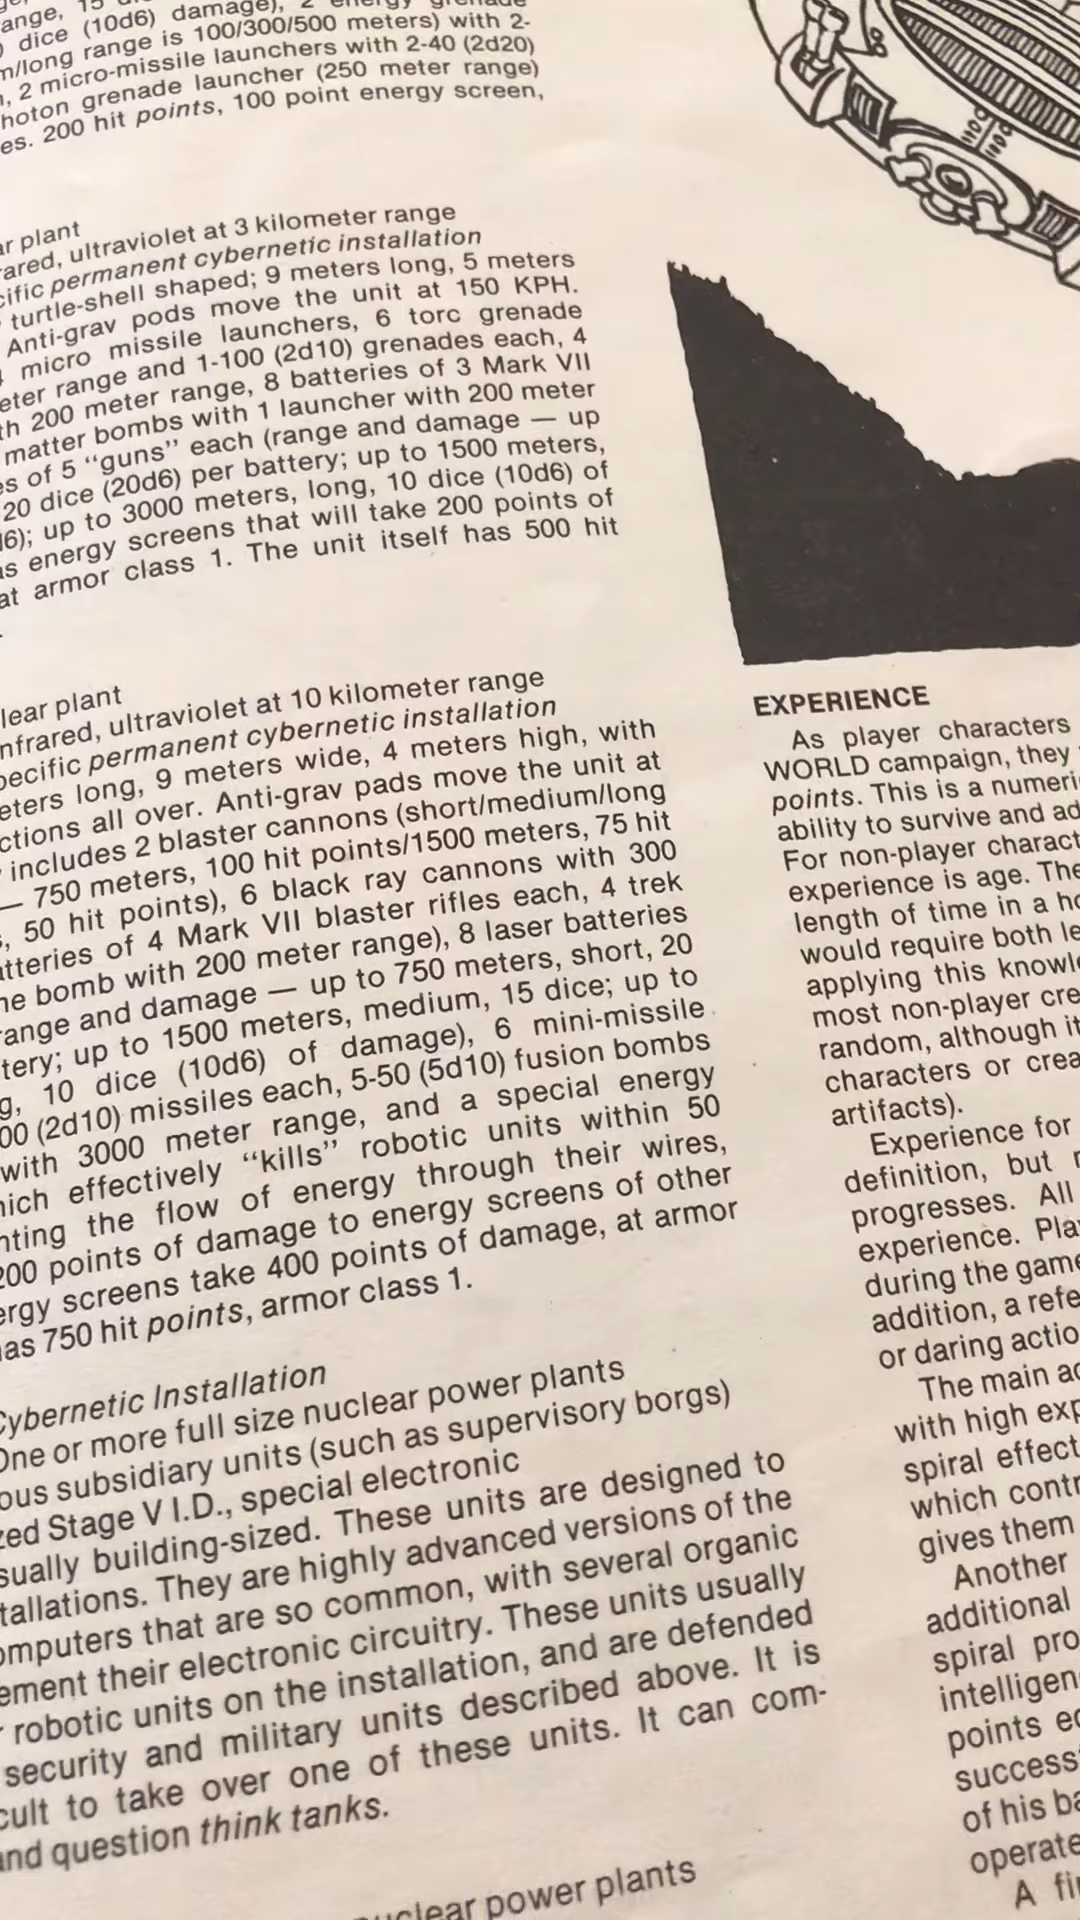 ange, 15
dice (10d6) damage), 2 energy grenade
m/long range is 100/300/500 meters) with 2-
, 2 micro-missile launchers with 2-40 (2d20)
hoton grenade launcher (250 meter range)
es. 200 hit points, 100 point energy screen,
ar plant
rared, ultraviolet at 3 kilometer range
cific permanent cybernetic installation
turtle-shell shaped; 9 meters long, 5 meters
Anti-grav pods move the unit at 150 KPH.
micro missile launchers, 6 torc grenade
eter range and 1-100 (2d10) grenades each, 4
th 200 meter range, 8 batteries of 3 Mark VII
matter bombs with 1 launcher with 200 meter
es of 5 “guns” each (range and damage — up
20 dice (20d6) per battery; up to 1500 meters,
d6); up to 3000 meters, long, 10 dice (10d6) of
as energy screens that will take 200 points of
at armor class 1. The unit itself has 500 hit
.
lear plant
nfrared, ultraviolet at 10 kilometer range
pecific permanent cybernetic installation
eters long, 9 meters wide, 4 meters high, with
ctions all over. Anti-grav pads move the unit at
includes 2 blaster cannons (short/medium/long
— 750 meters, 100 hit points/1500 meters, 75 hit
, 50 hit points), 6 black ray cannons with 300
atteries of 4 Mark VII blaster rifles each, 4 trek
ne bomb with 200 meter range), 8 laser batteries
range and damage — up to 750 meters, short, 20
tery; up to 1500 meters, medium, 15 dice; up to
g, 10 dice (10d6) of damage), 6 mini-missile
00 (2d10) missiles each, 5-50 (5d10) fusion bombs
with 3000 meter range, and a special energy
hich effectively “kills” robotic units within 50
nting the flow of energy through their wires,
200 points of damage to energy screens of other
ergy screens take 400 points of damage, at armor
has 750 hit points, armor class 1.
Cybernetic Installation
One or more full size nuclear power plants
ous subsidiary units (such as supervisory borgs)
zed Stage V I.D., special electronic
sually building-sized. These units are designed to
tallations. They are highly advanced versions of the
omputers that are so common, with several organic
ement their electronic circuitry. These units usually
r robotic units on the installation, and are defended
security and military units described above. It is
cult to take over one of these units. It can com-
and question think tanks.
nuclear power plants
EXPERIENCE
As player characters
WORLD campaign, they
points. This is a numeri
ability to survive and ad
For non-player charact
experience is age. The
length of time in a ho
would require both le
applying this knowl
most non-player cre
random, although it
characters or crea
artifacts).
Experience for
definition, but
progresses. All
experience. Pla
during the game
addition, a refe
or daring actio
The main ad
with high exp
spiral effect
which contr
gives them
Another
additional
spiral pro
intelligen
points eq
success
of his ba
operate
A fi